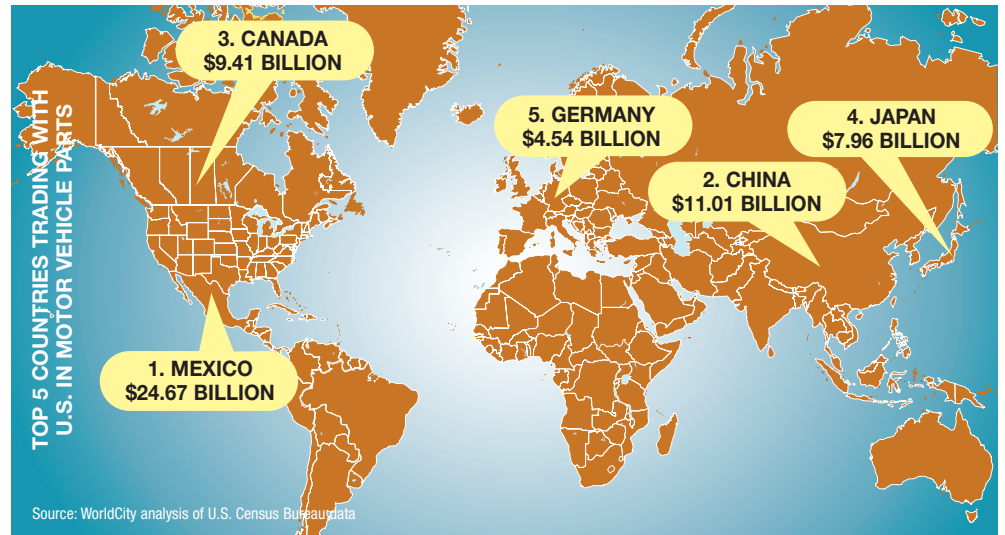 TOP 5 COUNTRIES TRADING WITH
U.S. IN MOTOR VEHICLE PARTS
3. CANADA
$9.41 BILLION
5. GERMANY
$4.54 BILLION
4. JAPAN
$7.96 BILLION
2. CHINA
$11.01 BILLION
1. MEXICO
$24.67 BILLION
Source: WorldCity analysis of U.S. Census Bureau data